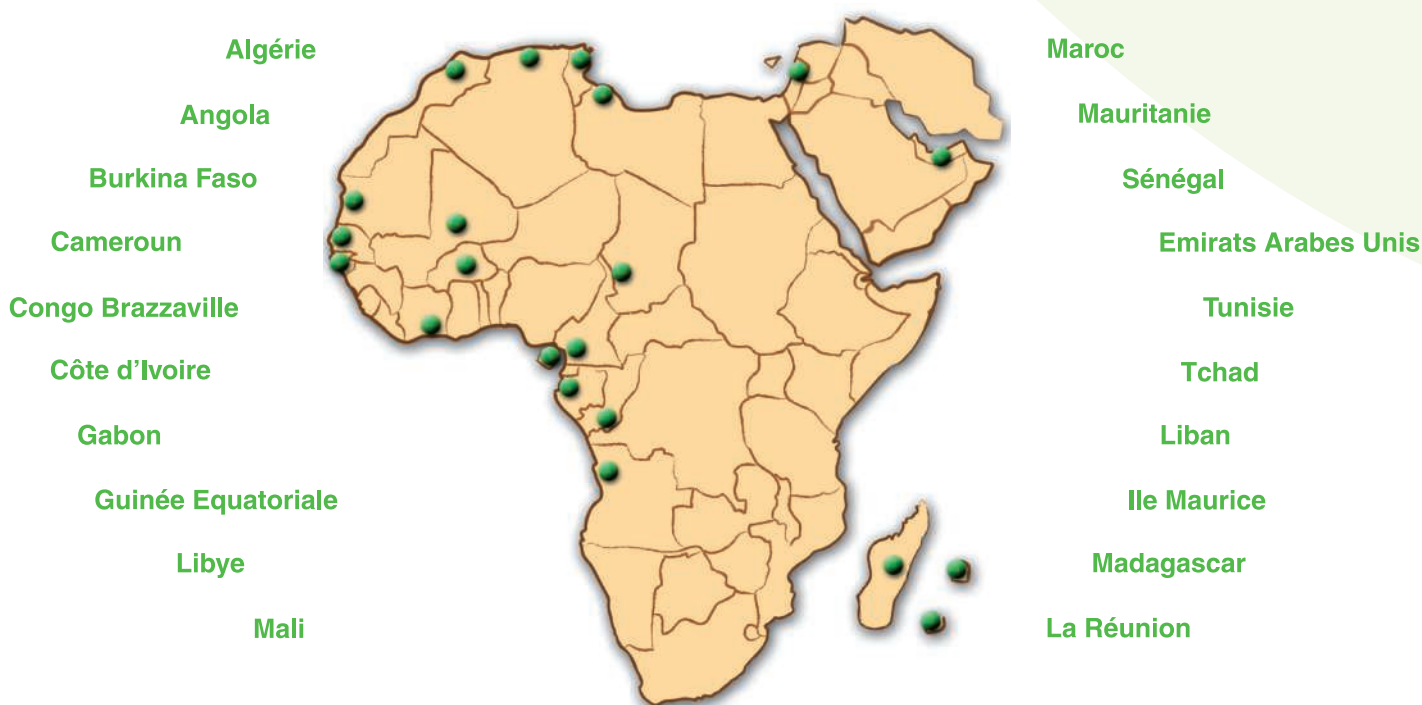 Algérie
Angola
Burkina Faso
Cameroun
Congo Brazzaville
Côte d’Ivoire
Gabon
Guinée Equatoriale
Libye
Mali
Maroc
Mauritanie
Sénégal
Emirats Arabes Unis
Tunisie
Tchad
Liban
Ile Maurice
Madagascar
La Réunion